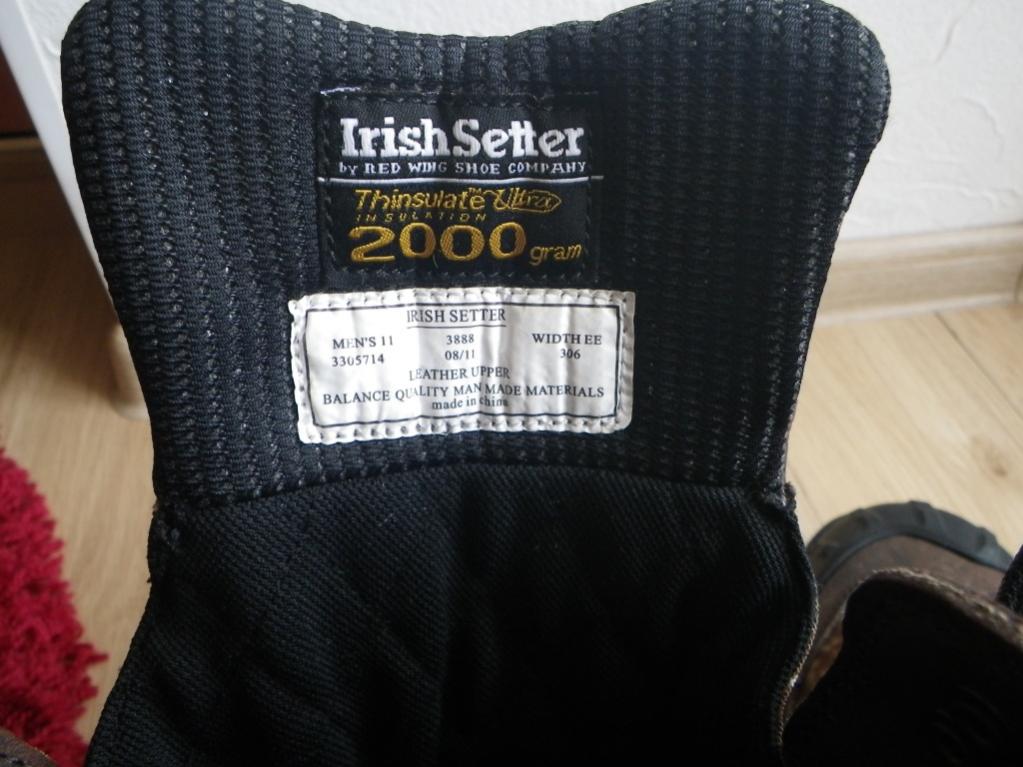 IrishSetter
by RED WING SHOE COMPANY
Thinsulate™ Ultra
INSULATION
2000 gram
IRISH SETTER
MEN'S 11 3888 WIDTH EE
3305714 08/11 306
LEATHER UPPER
BALANCE QUALITY MAN MADE MATERIALS
made in china